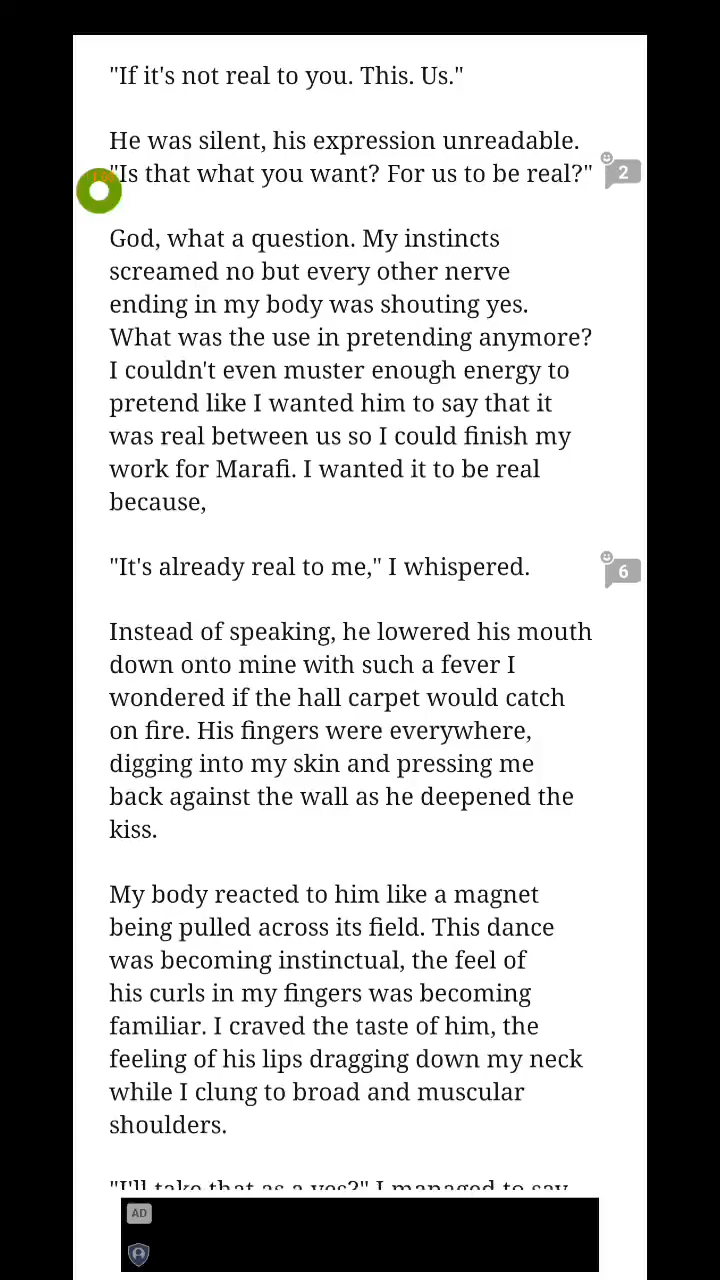 "If it's not real to you. This. Us."
He was silent, his expression unreadable.
"Is that what you want? For us to be real?"
2
God, what a question. My instincts
screamed no but every other nerve
ending in my body was shouting yes.
What was the use in pretending anymore?
I couldn't even muster enough energy to
pretend like I wanted him to say that it
was real between us so I could finish my
work for Marafi. I wanted it to be real
because,
"It's already real to me," I whispered.
6
Instead of speaking, he lowered his mouth
down onto mine with such a fever I
wondered if the hall carpet would catch
on fire. His fingers were everywhere,
digging into my skin and pressing me
back against the wall as he deepened the
kiss.
My body reacted to him like a magnet
being pulled across its field. This dance
was becoming instinctual, the feel of
his curls in my fingers was becoming
familiar. I craved the taste of him, the
feeling of his lips dragging down my neck
while I clung to broad and muscular
shoulders.
"I'll take that as a yes?" I managed to say
AD